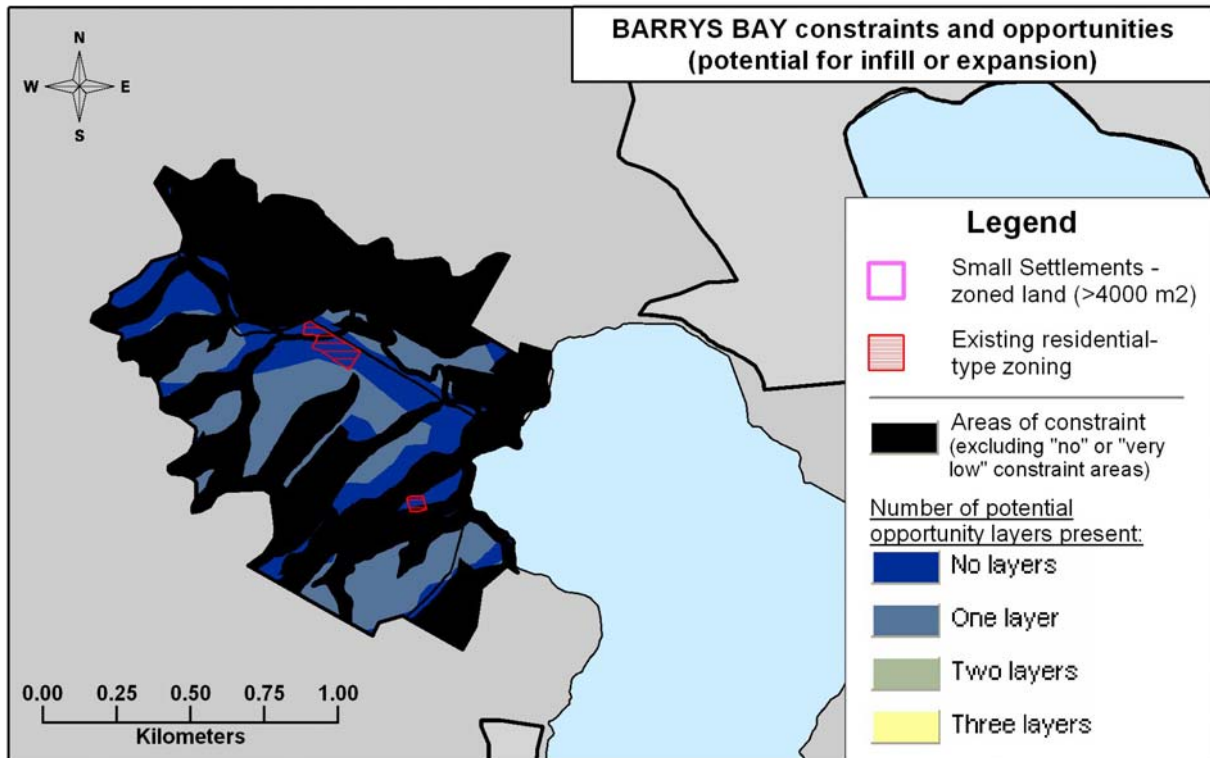 BARRYS BAY constraints and opportunities
(potential for infill or expansion)
N
W E
S
Legend
Small Settlements -
zoned land (>4000 m2)
Existing residential-
type zoning
Areas of constraint
(excluding "no" or "very
low" constraint areas)
Number of potential
opportunity layers present:
No layers
One layer
Two layers
Three layers
0.00 0.25 0.50 0.75 1.00
Kilometers